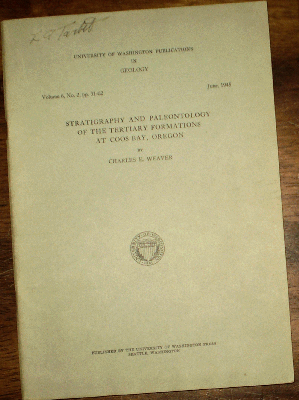 UNIVERSITY OF WASHINGTON PUBLICATIONS
IN
GEOLOGY
Volume 6, No. 2, pp. 31-62 June, 1945
STRATIGRAPHY AND PALEONTOLOGY
OF THE TERTIARY FORMATIONS
AT COOS BAY, OREGON
BY
CHARLES E. WEAVER
PUBLISHED BY THE UNIVERSITY OF WASHINGTON PRESS
SEATTLE, WASHINGTON